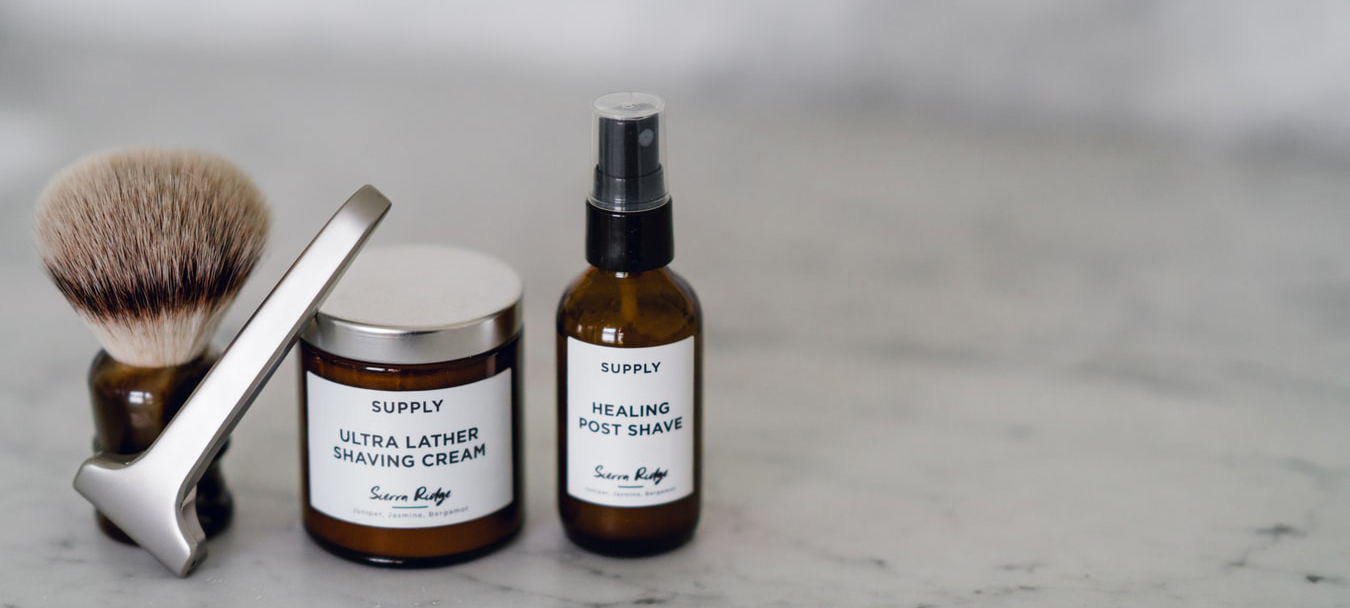 SUPPLY
ULTRA LATHER
SHAVING CREAM
Sierra Ridge
Juniper, Jasmine, Bergamot
SUPPLY
HEALING
POST SHAVE
Sierra Ridge
Juniper, Jasmine, Bergamot